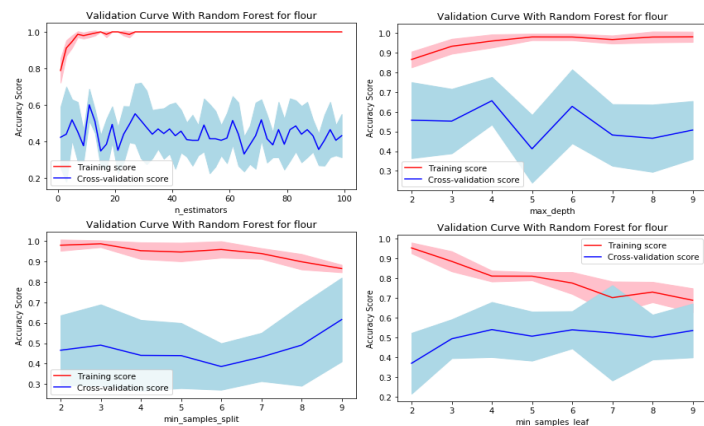 Validation Curve With Random Forest for flour
1.0
0.8
0.6
0.4
0.2
Accuracy Score
Training score
Cross-validation score
0
20
40
60
80
100
n_estimators
Validation Curve With Random Forest for flour
1.0
0.9
0.8
0.7
0.6
0.5
0.4
0.3
Accuracy Score
Training score
Cross-validation score
2 3 4 5 6 7 8 9
max_depth
Validation Curve With Random Forest for flour
1.0
0.9
0.8
0.7
0.6
0.5
0.4
0.3
Accuracy Score
Training score
Cross-validation score
2 3 4 5 6 7 8 9
min_samples_split
Validation Curve With Random Forest for flour
1.0
0.9
0.8
0.7
0.6
0.5
0.4
0.3
0.2
Accuracy Score
Training score
Cross-validation score
2 3 4 5 6 7 8 9
min_samples_leaf